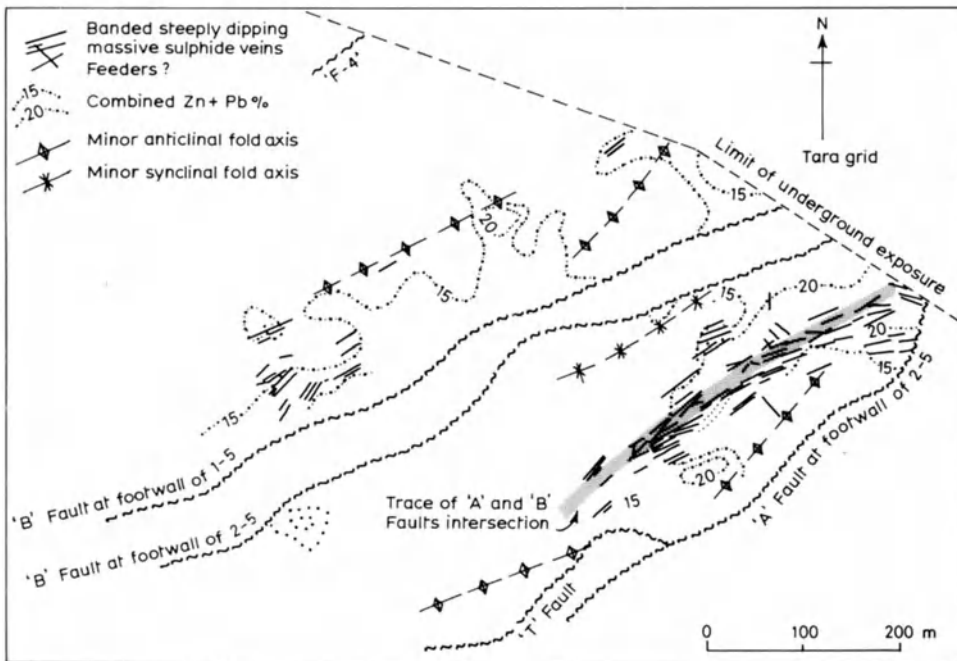 Banded steeply dipping
massive sulphide veins
Feeders ?
15
20
Combined Zn + Pb %
Minor anticlinal fold axis
Minor synclinal fold axis
'F-4'
N
Tara grid
Limit of underground exposure
15
20
15
15
20
15
20
15
15
20
15
'B' Fault at footwall of 1-5
'B' Fault at footwall of 2-5
Trace of 'A' and 'B'
Faults intersection
'T' Fault
'A' Fault at footwall of 2-5
0 100 200 m